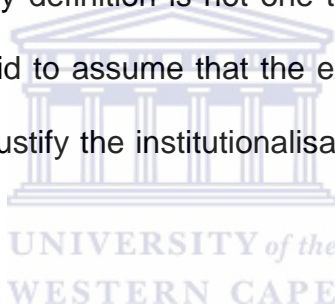 y definition is not one t
id to assume that the e
ustify the institutionalisa
UNIVERSITY of the
WESTERN CAPE